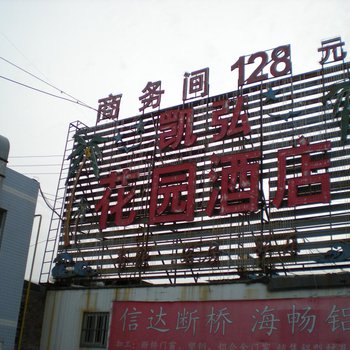 商务间128元
凯弘
花园酒店
信达断桥 海畅铝